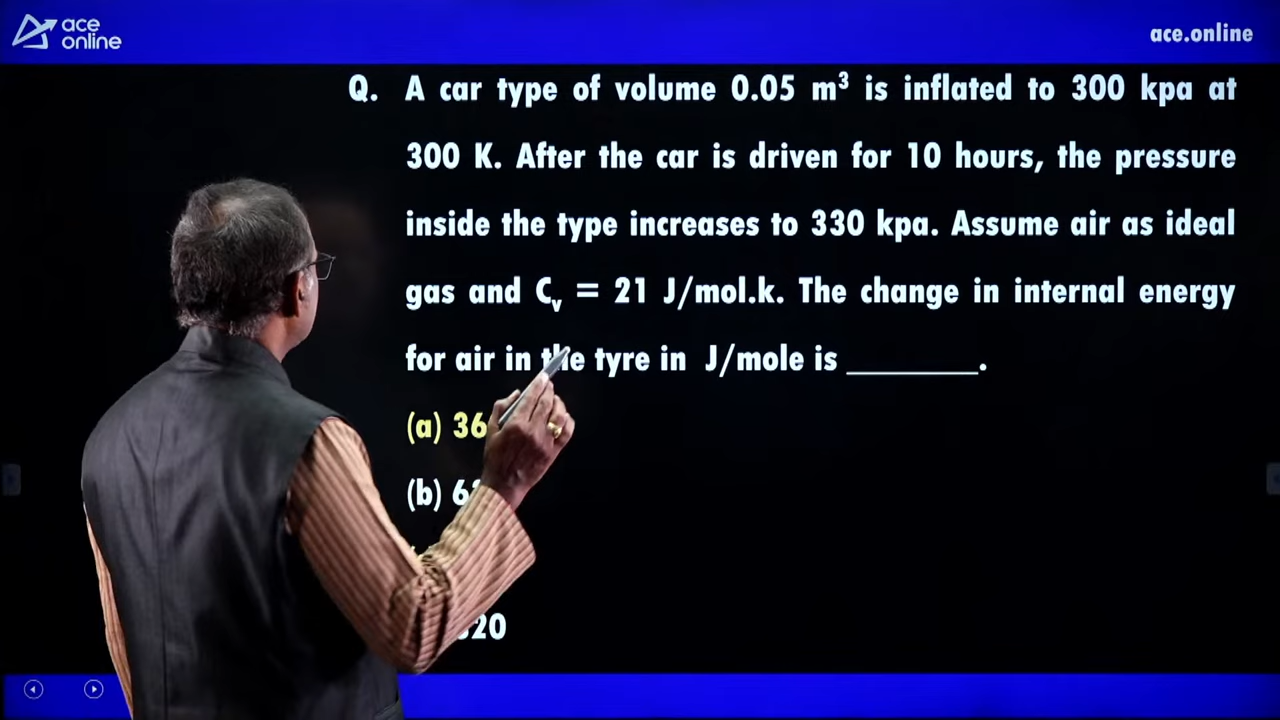 ace
online
ace.online
Q. A car type of volume 0.05 m³ is inflated to 300 kpa at
300 K. After the car is driven for 10 hours, the pressure
inside the type increases to 330 kpa. Assume air as ideal
gas and Cᵥ = 21 J/mol.k. The change in internal energy
for air in the tyre in J/mole is ________.
(a)
(b)